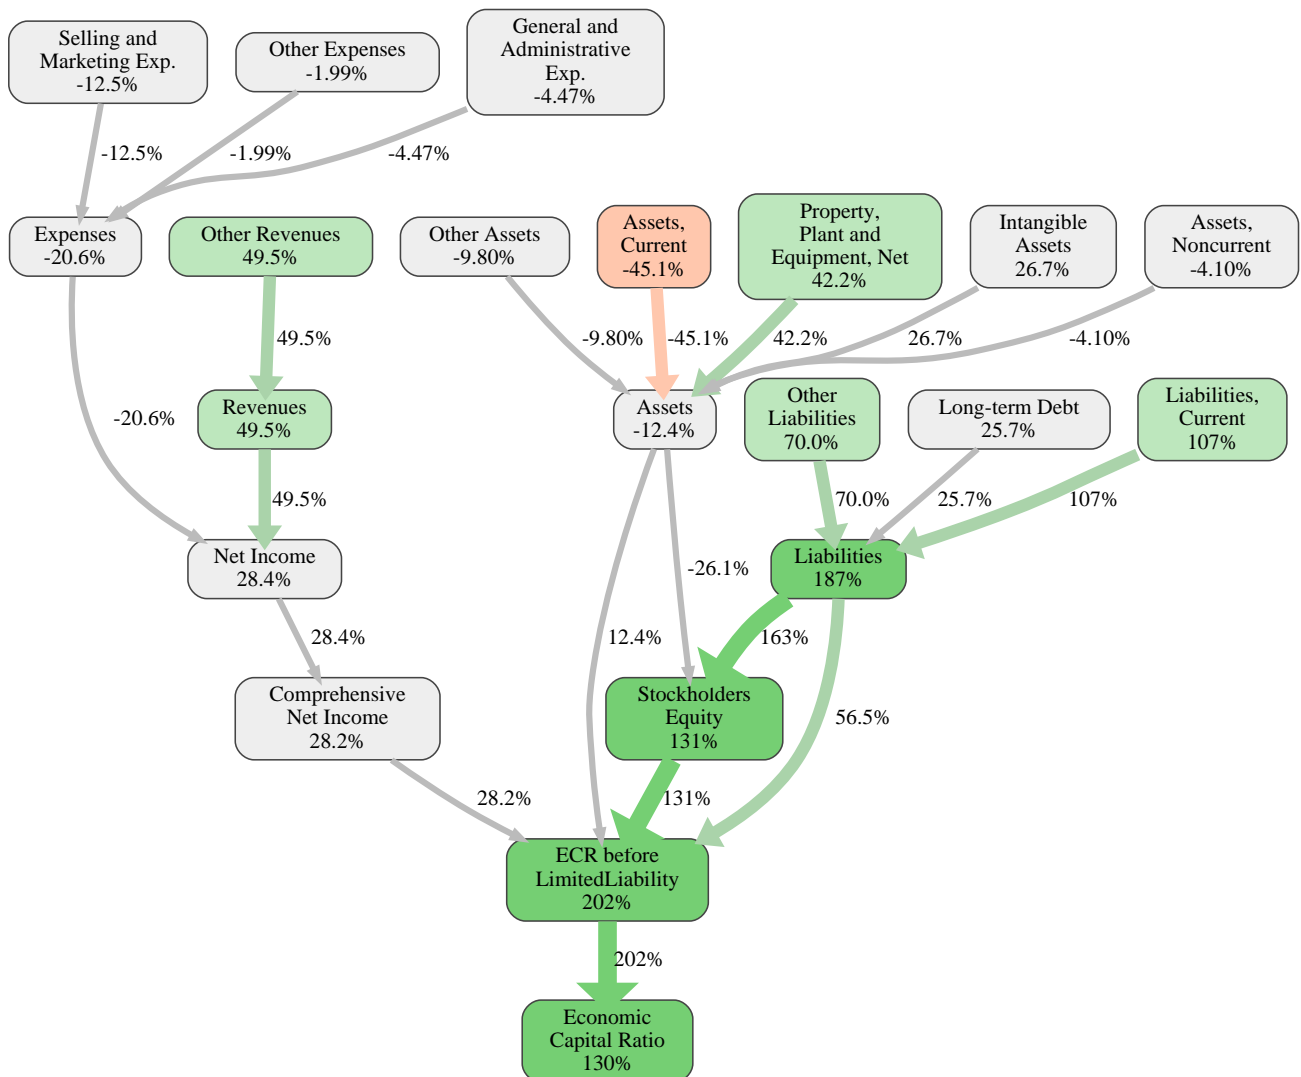 Selling and
Marketing Exp.
-12.5%
Other Expenses
-1.99%
General and
Administrative
Exp.
-4.47%
-12.5%
-1.99%
-4.47%
Expenses
-20.6%
Other Revenues
49.5%
Other Assets
-9.80%
Assets,
Current
-45.1%
Property,
Plant and
Equipment, Net
42.2%
Intangible
Assets
26.7%
Assets,
Noncurrent
-4.10%
49.5%
-9.80%
-45.1%
42.2%
26.7%
-4.10%
-20.6%
Revenues
49.5%
Assets
-12.4%
Other
Liabilities
70.0%
Long-term Debt
25.7%
Liabilities,
Current
107%
49.5%
70.0%
25.7%
107%
Net Income
28.4%
-26.1%
Liabilities
187%
28.4%
12.4%
163%
Comprehensive
Net Income
28.2%
Stockholders
Equity
131%
56.5%
28.2%
131%
ECR before
LimitedLiability
202%
202%
Economic
Capital Ratio
130%